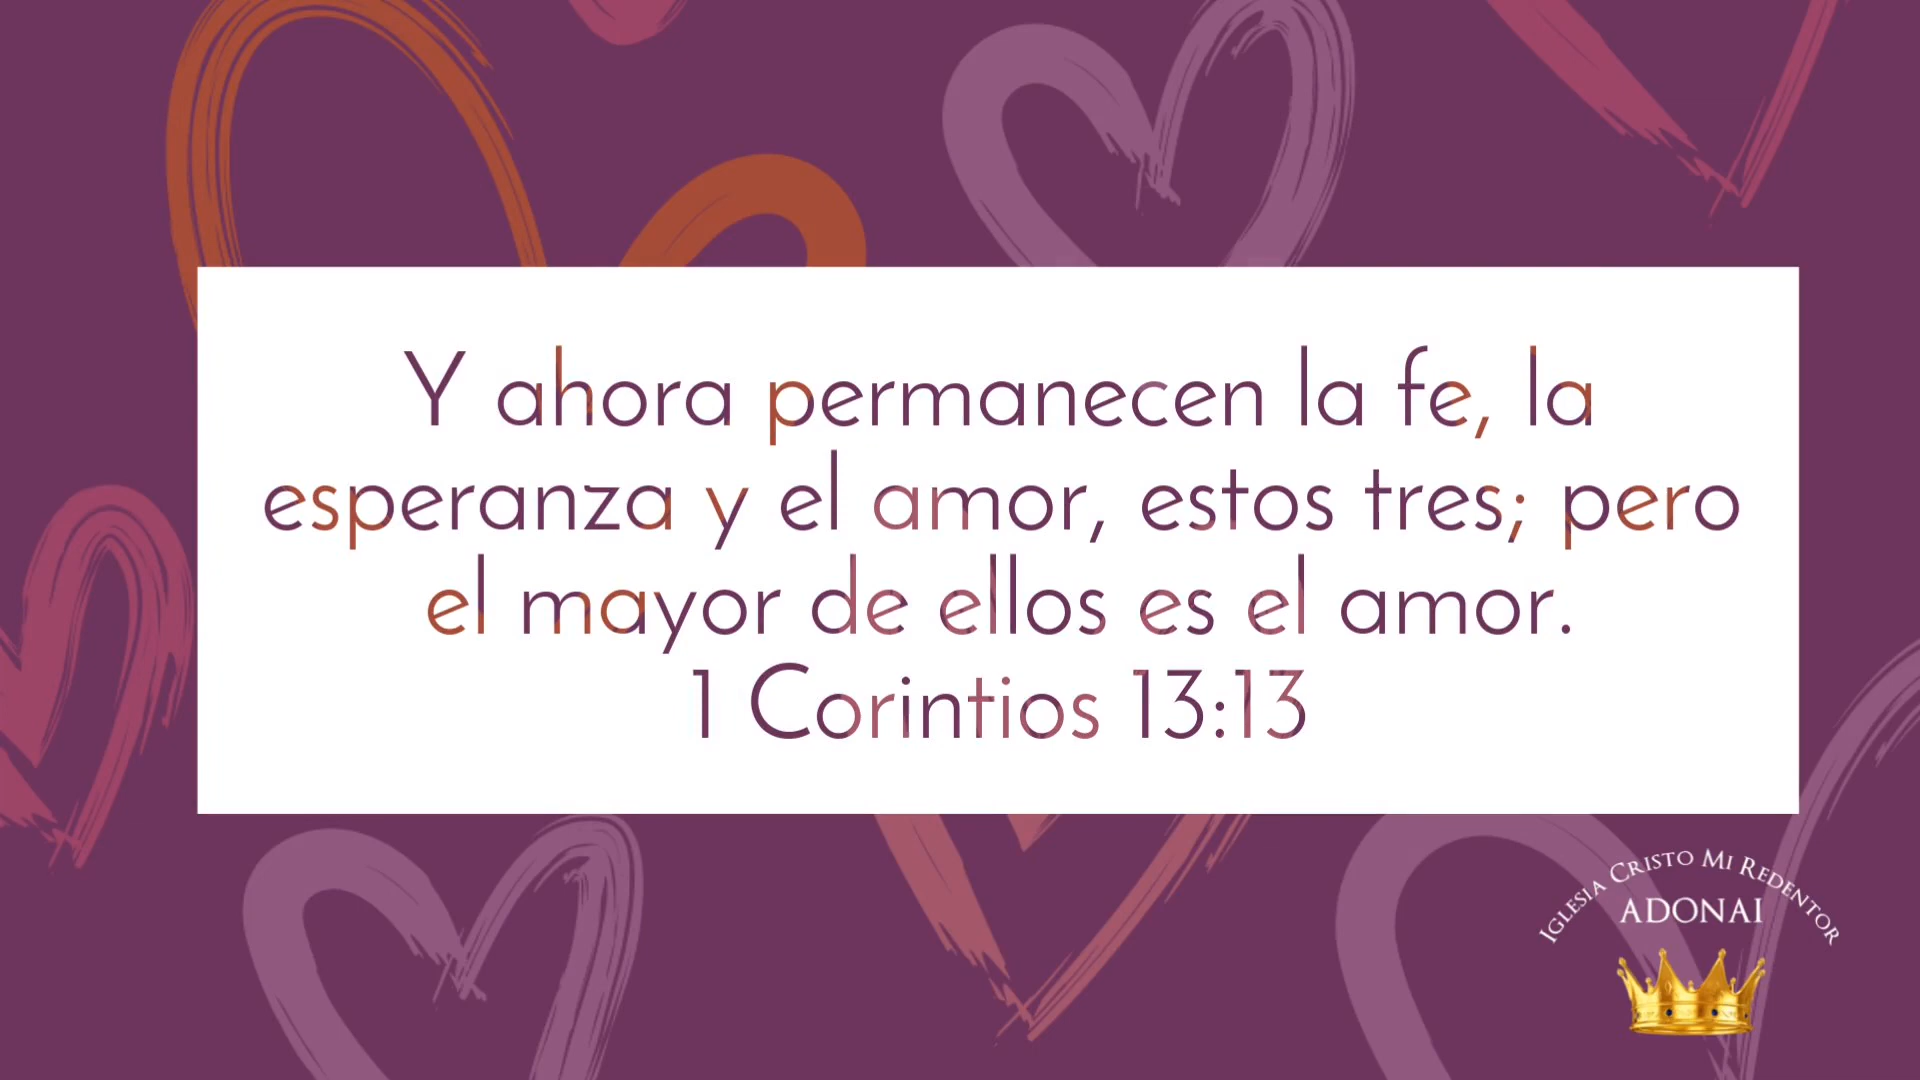 Y ahora permanecen la fe, la
esperanza y el amor, estos tres; pero
el mayor de ellos es el amor.
1 Corintios 13:13
Iglesia Cristo Mi Redentor
ADONAI